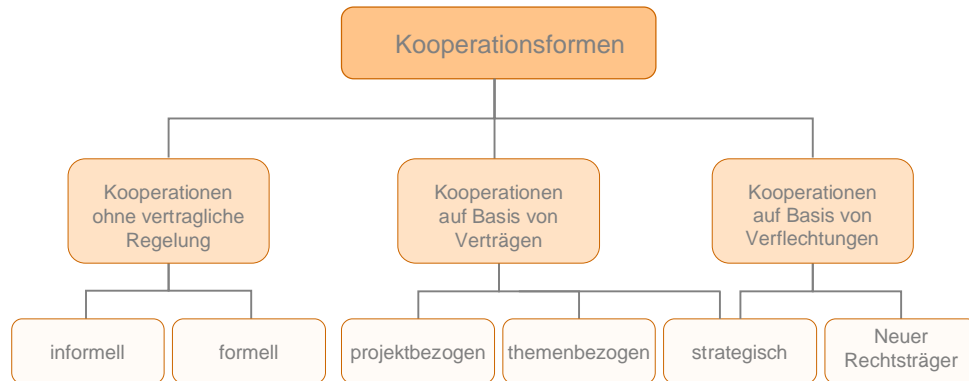 Kooperationsformen
Kooperationen
ohne vertragliche
Regelung
Kooperationen
auf Basis von
Verträgen
Kooperationen
auf Basis von
Verflechtungen
informell
formell
projektbezogen
themenbezogen
strategisch
Neuer
Rechtsträger